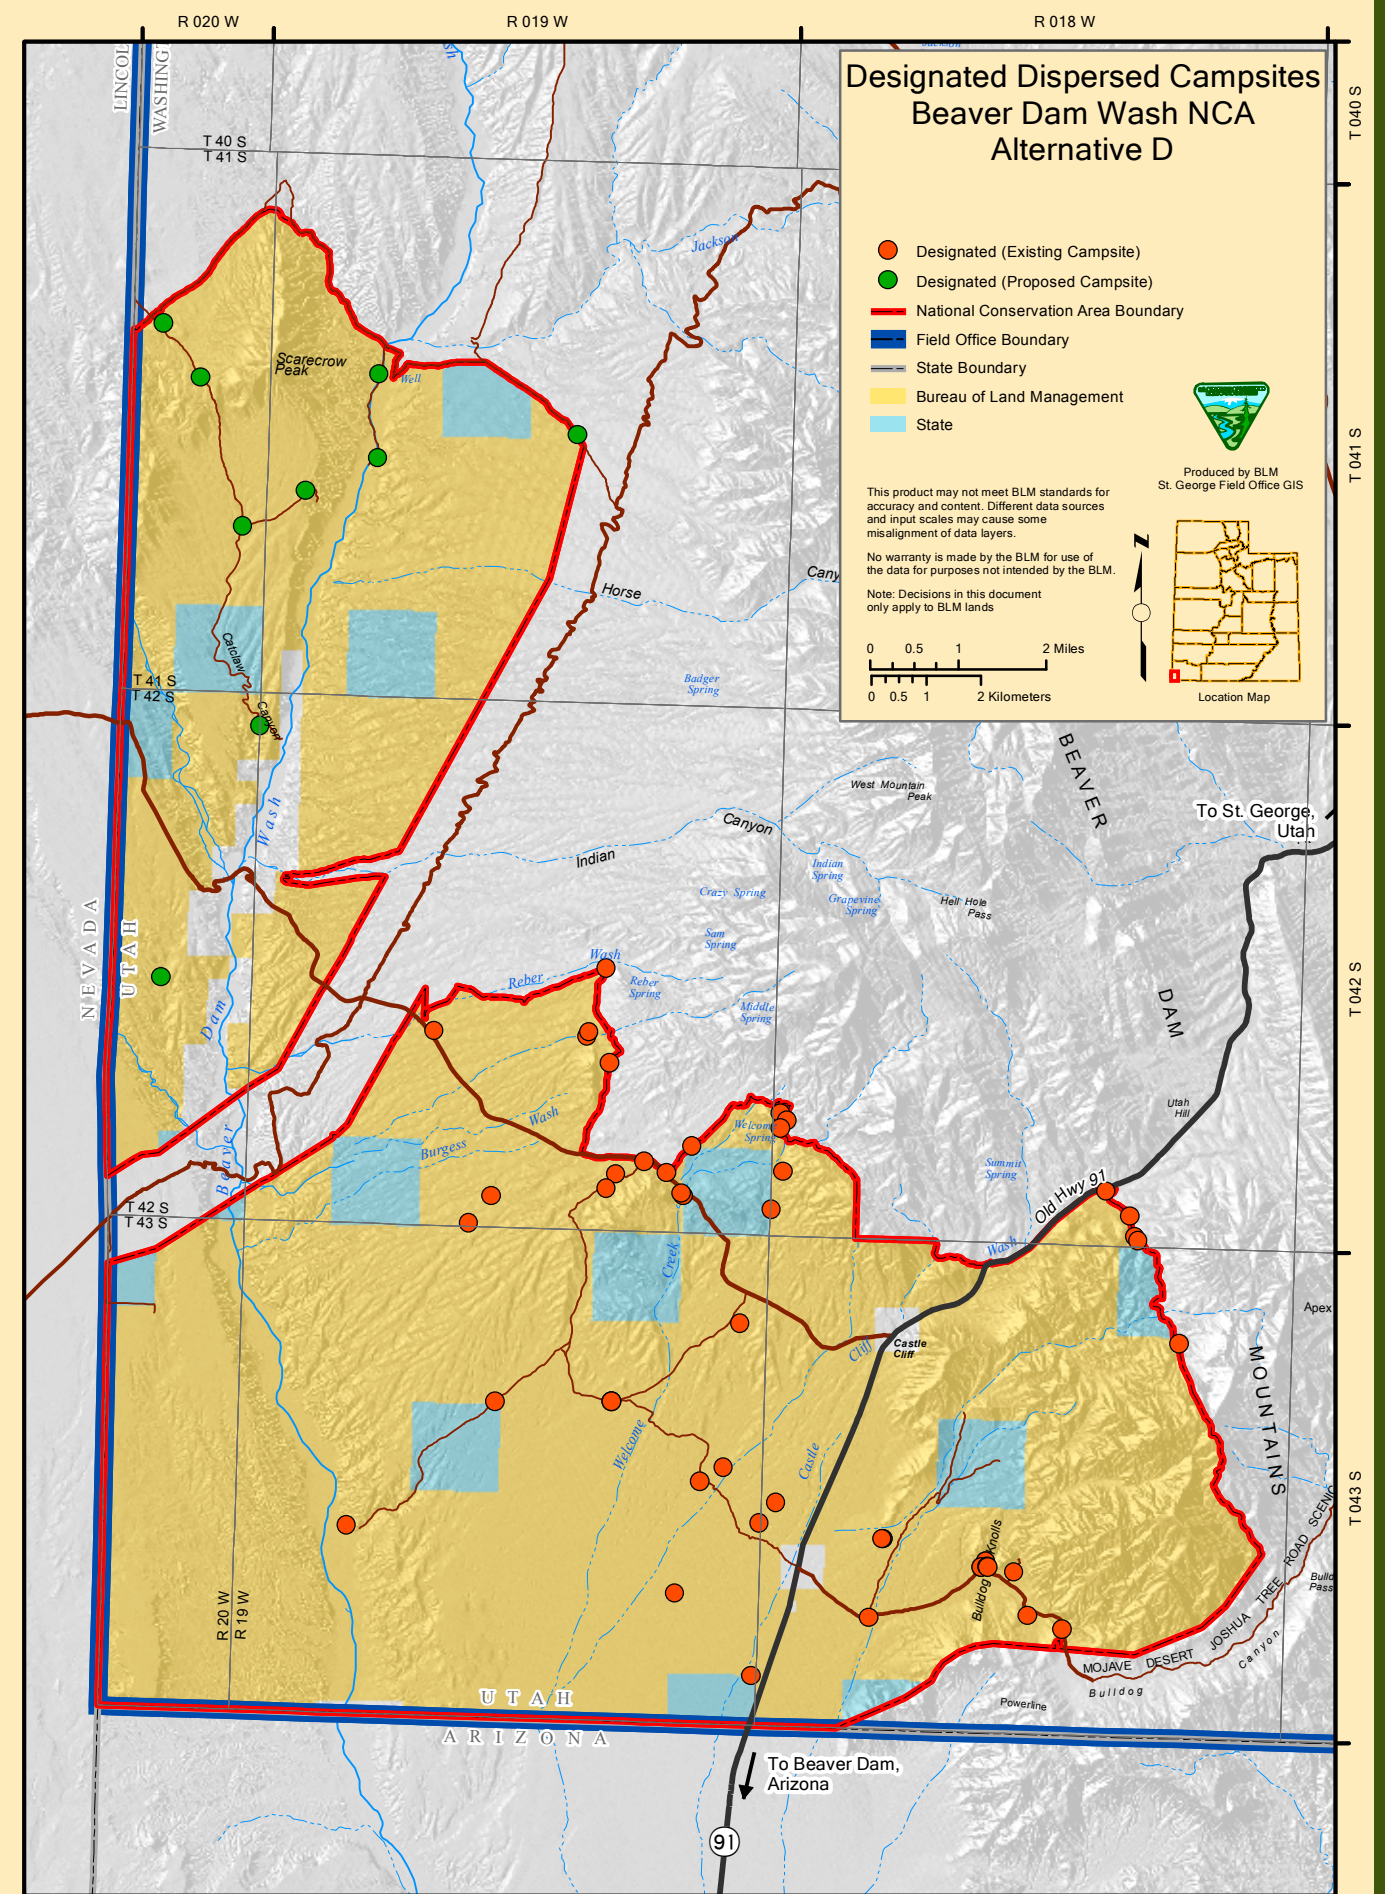 R 020 W
R 019 W
R 018 W
Designated Dispersed Campsites
Beaver Dam Wash NCA
Alternative D
Designated (Existing Campsite)
Designated (Proposed Campsite)
National Conservation Area Boundary
Field Office Boundary
State Boundary
Bureau of Land Management
State
Produced by BLM
St. George Field Office GIS
This product may not meet BLM standards for
accuracy and content. Different data sources
and input scales may cause some
misalignment of data layers.
No warranty is made by the BLM for use of
the data for purposes not intended by the BLM.
Note: Decisions in this document
only apply to BLM lands
0 0.5 1 2 Miles
0 0.5 1 2 Kilometers
Location Map
T 040 S
T 041 S
T 042 S
T 043 S
LINCOL
WASHINGT
T 40 S
T 41 S
Jackson
Scarecrow
Peak
Well
Horse
Cany
Catclaw
Canyon
T 41 S
T 42 S
Badger
Spring
BEAVER
West Mountain
Peak
To St. George,
Utah
Wash
Canyon
Indian
Indian
Spring
Crazy Spring
Grapevine
Spring
Hell Hole
Pass
Sam
Spring
NEVADA
UTAH
Wash
Reber
Reber
Spring
Middle
Spring
DAM
Dam
Utah
Hill
Wash
Burgess
Welcome
Spring
Summit
Spring
Beaver
Old Hwy 91
T 42 S
T 43 S
Wash
Creek
Apex
Castle
Cliff
Cliff
MOUNTAINS
Welcome
Castle
Knolls
Bulldog
R 20 W
R 19 W
MOJAVE DESERT JOSHUA TREE ROAD SCENIC
Bulld
Pass
Canyon
Bulldog
Powerline
UTAH
ARIZONA
To Beaver Dam,
Arizona
91